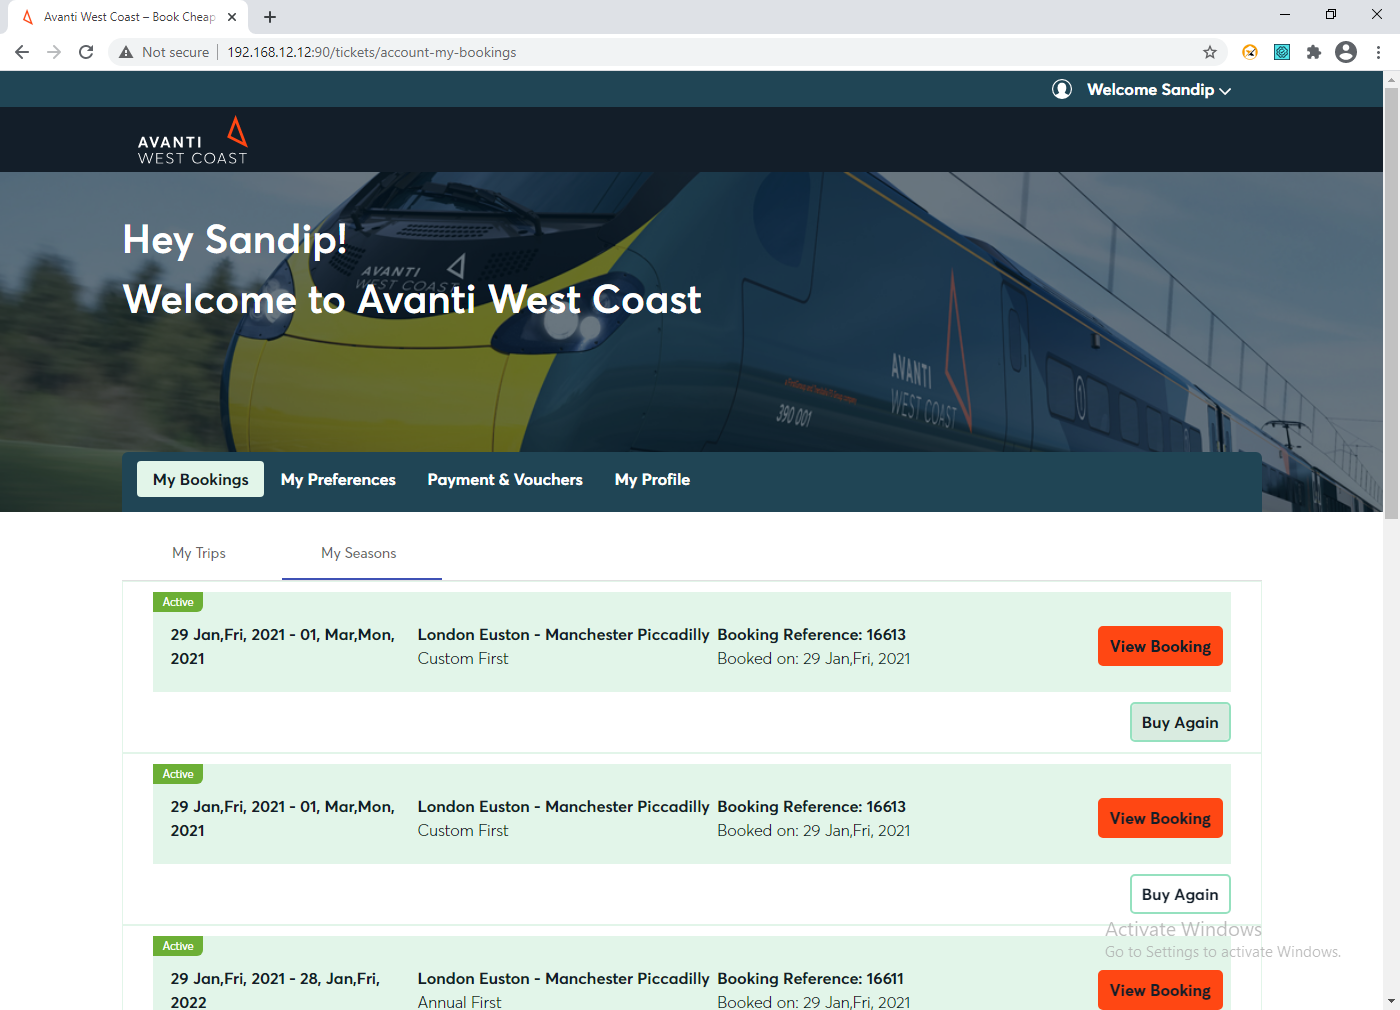 Avanti West Coast – Book Cheap
Not secure
192.168.12.12:90/tickets/account-my-bookings
Welcome Sandip
AVANTI
WEST COAST
Hey Sandip!
AVANTI
WEST COAST
Welcome to Avanti West Coast
AVANTI
WEST COAST
390 001
My Bookings My Preferences Payment & Vouchers My Profile
My Trips My Seasons
Active
29 Jan,Fri, 2021 - 01, Mar,Mon, London Euston - Manchester Piccadilly Booking Reference: 16613
2021 Custom First Booked on: 29 Jan,Fri, 2021
View Booking
Buy Again
Active
29 Jan,Fri, 2021 - 01, Mar,Mon, London Euston - Manchester Piccadilly Booking Reference: 16613
2021 Custom First Booked on: 29 Jan,Fri, 2021
View Booking
Buy Again
Activate Windows
Go to Settings to activate Windows.
Active
29 Jan,Fri, 2021 - 28, Jan,Fri, London Euston - Manchester Piccadilly Booking Reference: 16611
2022 Annual First Booked on: 29 Jan,Fri, 2021
View Booking